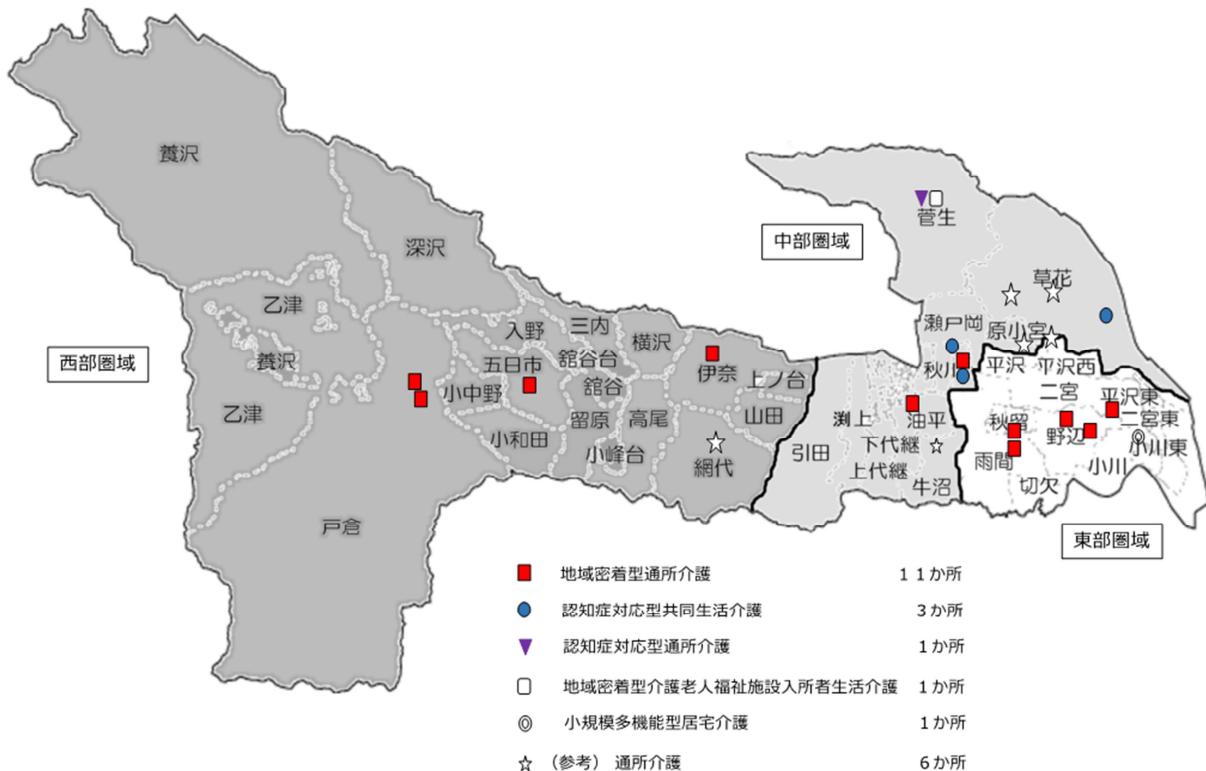 養沢
菅生
中部圏域
深沢
草花
乙津
入野
三内
瀬戸岡
原小宮
西部圏域
養沢
舘谷台
横沢
伊奈
秋川
平沢
平沢西
五日市
小中野
舘谷
上ノ台
二宮
平沢東
乙津
留原
高尾
山田
渕上
油平
秋留
野辺
二宮東
小和田
小峰台
網代
引田
下代継
上代継
雨間
小川
小川東
牛沼
切欠
戸倉
東部圏域
地域密着型通所介護 11か所
認知症対応型共同生活介護 3か所
認知症対応型通所介護 1か所
地域密着型介護老人福祉施設入所者生活介護 1か所
小規模多機能型居宅介護 1か所
（参考） 通所介護 6か所